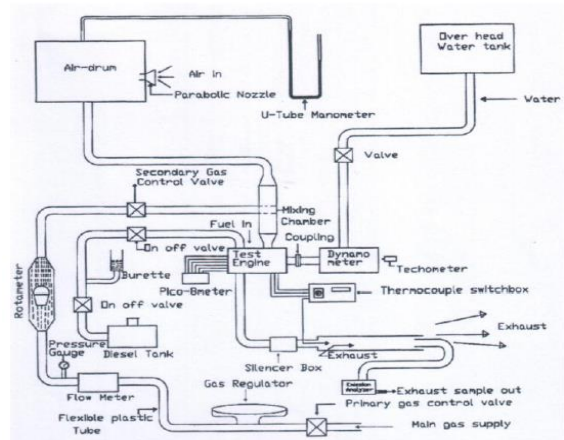 Air-drum
Air in
Parabolic Nozzle
U-Tube Manometer
Over head
Water tank
Water
Valve
Secondary Gas
Control Valve
Mixing
Chamber
Fuel In
Coupling
On off valve
Test
Engine
Dynamo
meter
Techometer
Burette
Pico-Bmeter
Thermocouple switchbox
Rotameter
On off valve
Exhaust
Pressure
Gauge
Diesel Tank
Exhaust
Silencer Box
Gas Regulator
Flow Meter
Exhaust sample out
Primary gas control valve
Flexible plastic
Tube
Main gas supply